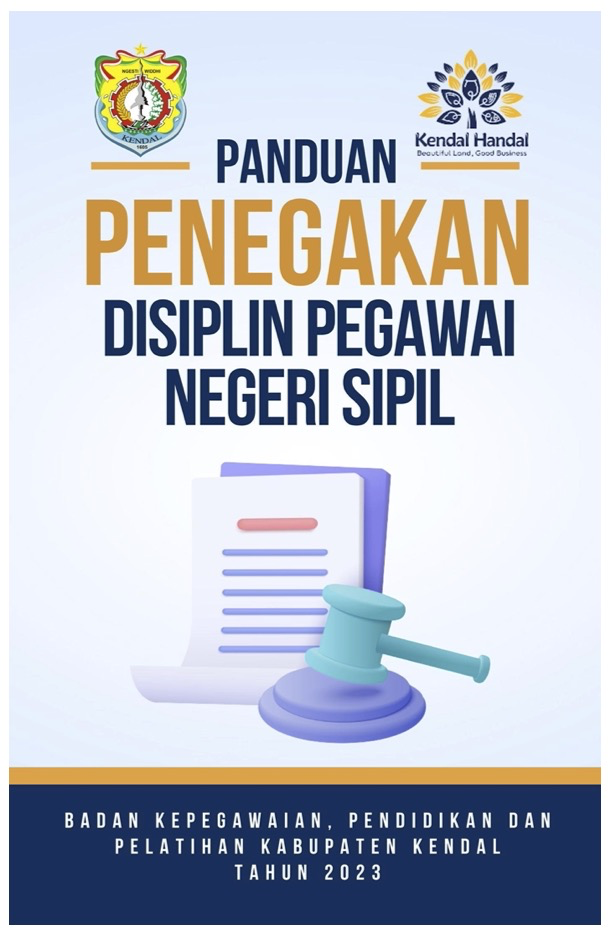 NGESTI WIDDHI
KENDAL
1605
Kendal Handal
Beautiful Land, Good Business
PANDUAN
PENEGAKAN
DISIPLIN PEGAWAI
NEGERI SIPIL
BADAN KEPEGAWAIAN, PENDIDIKAN DAN
PELATIHAN KABUPATEN KENDAL
TAHUN 2023